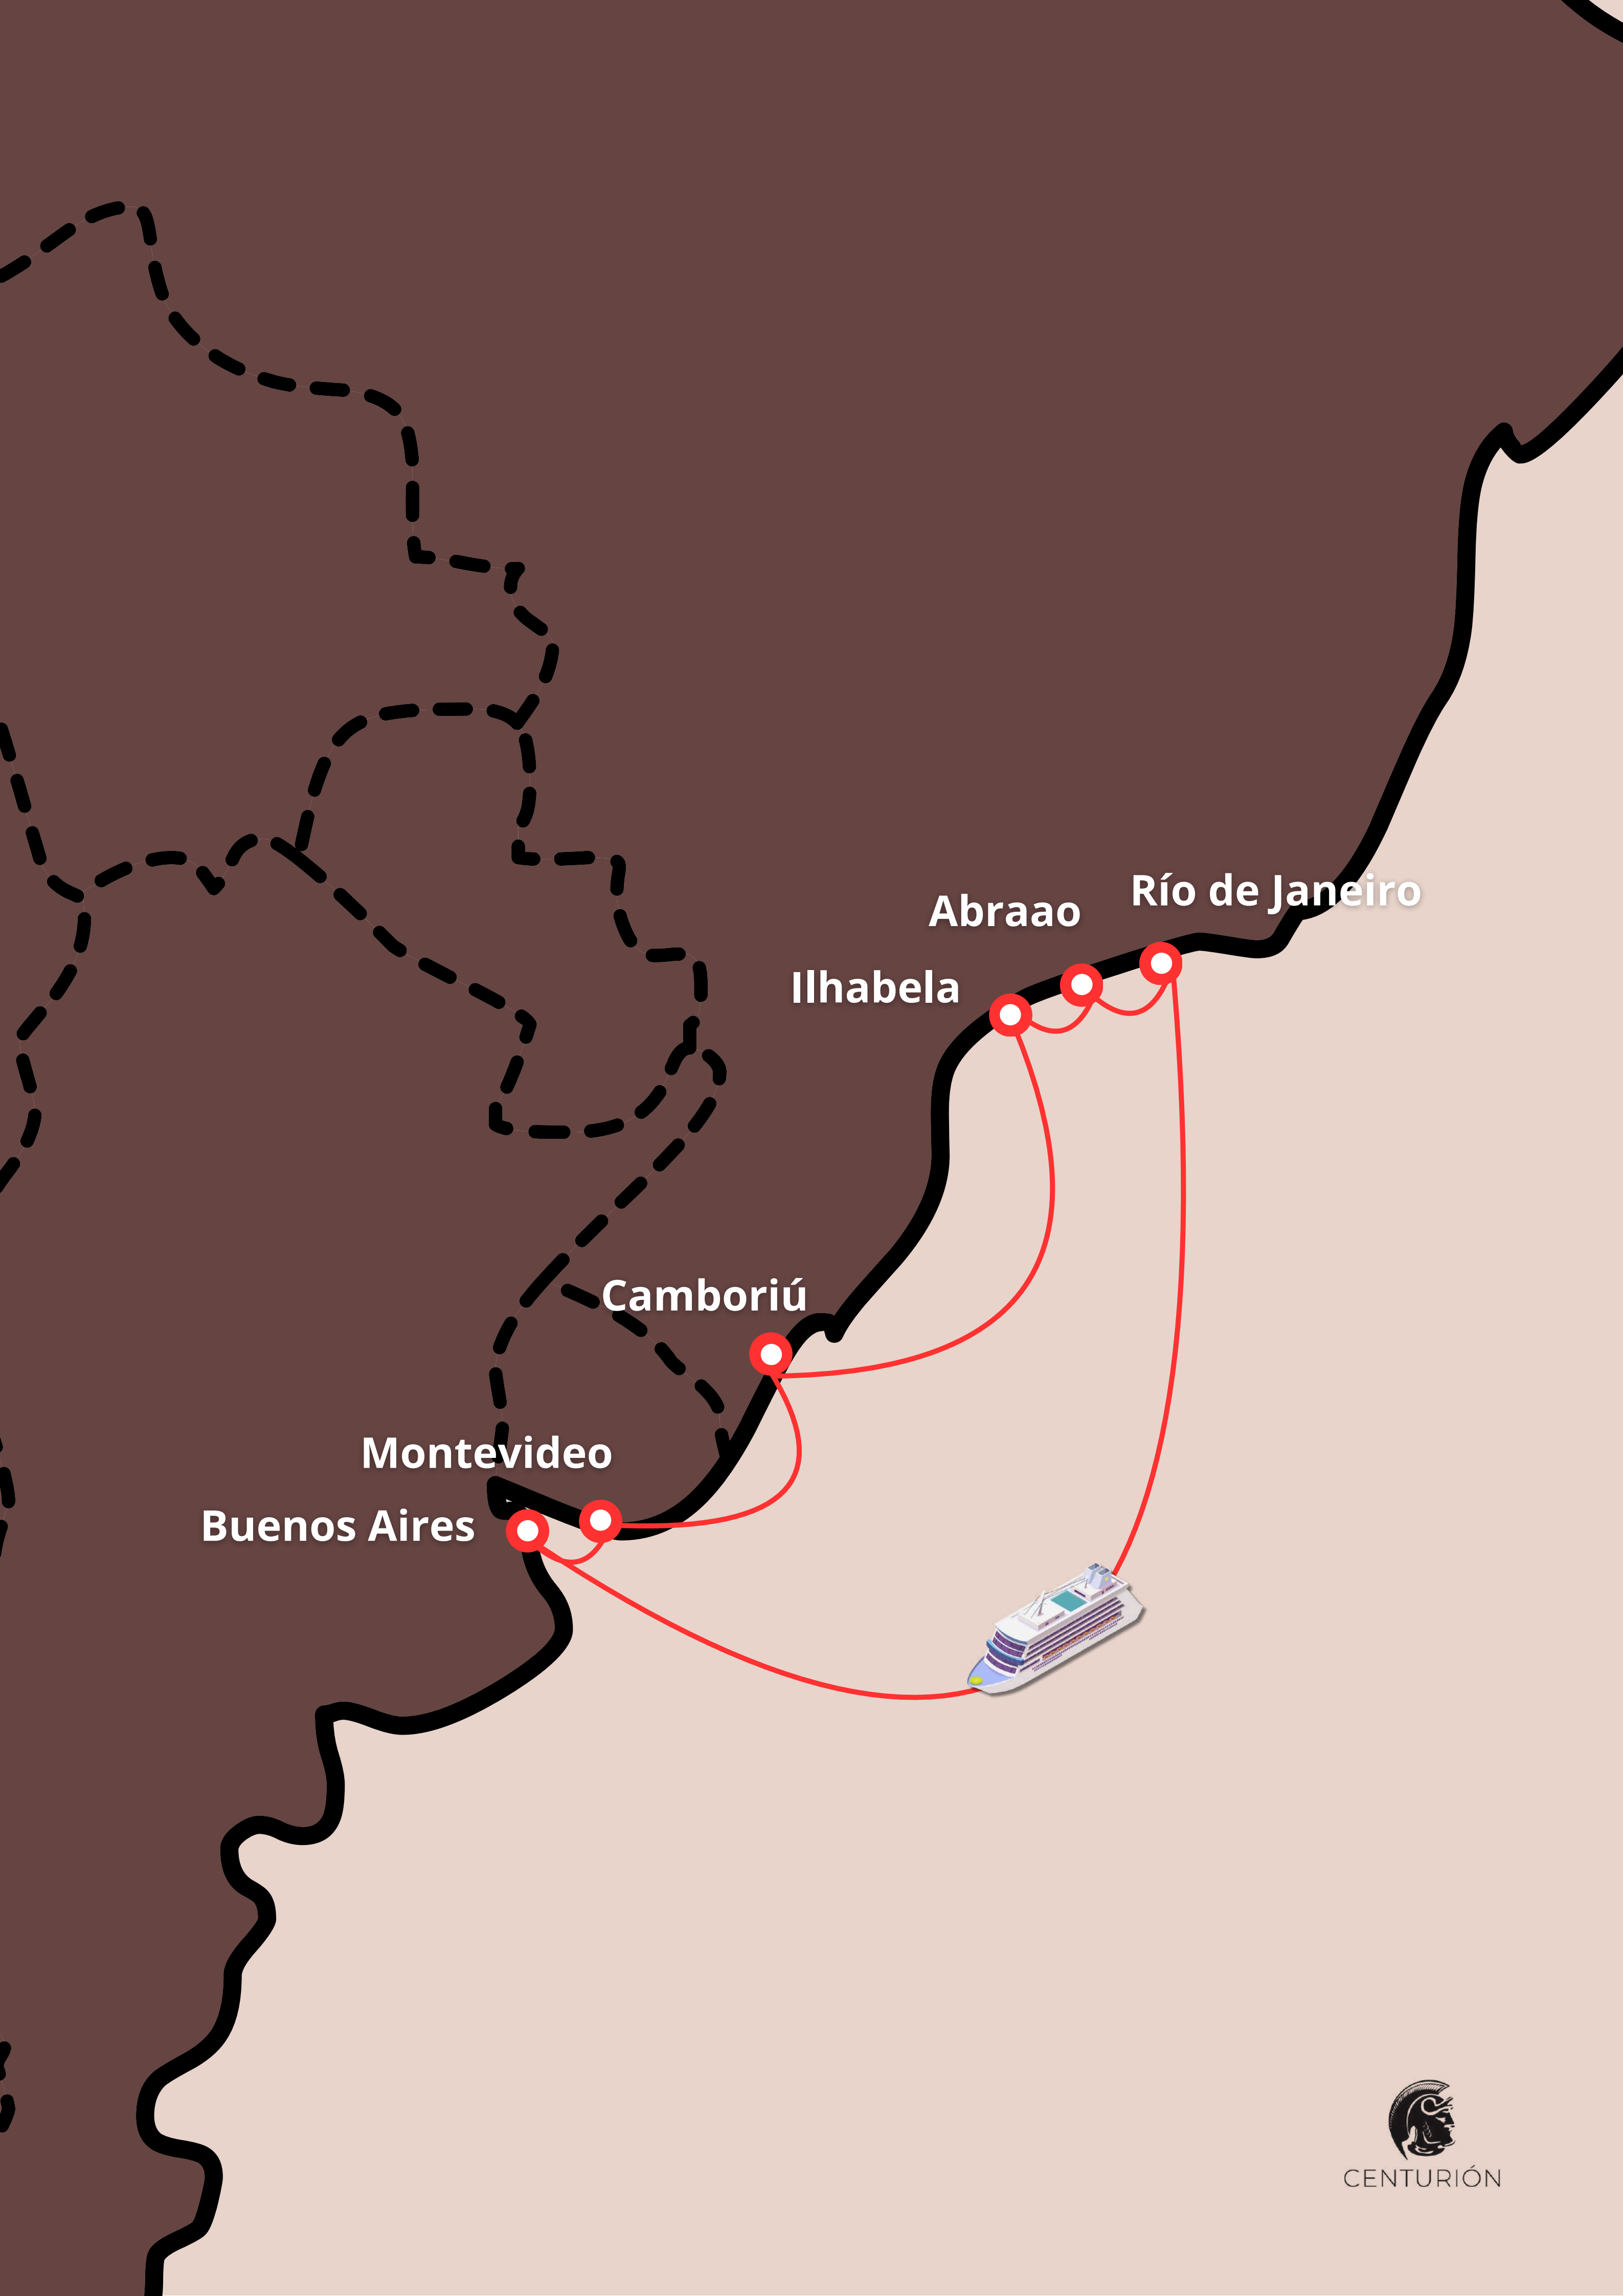 Río de Janeiro
Abraao
Ilhabela
Camboriú
Montevideo
Buenos Aires
CENTURIÓN